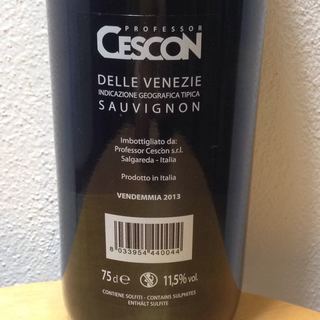 PROFESSOR
CESCON
DELLE VENEZIE
INDICAZIONE GEOGRAFICA TIPICA
SAUVIGNON
Imbottigliato da:
Professor Cescòn s.r.l.
Salgareda - Italia
Prodotto in Italia
VENDEMMIA 2013
8 033954 440044
75 cl e 11,5% vol.
CONTIENE SOLFITI - CONTAINS SULPHITES
ENTHÄLT SULFITE